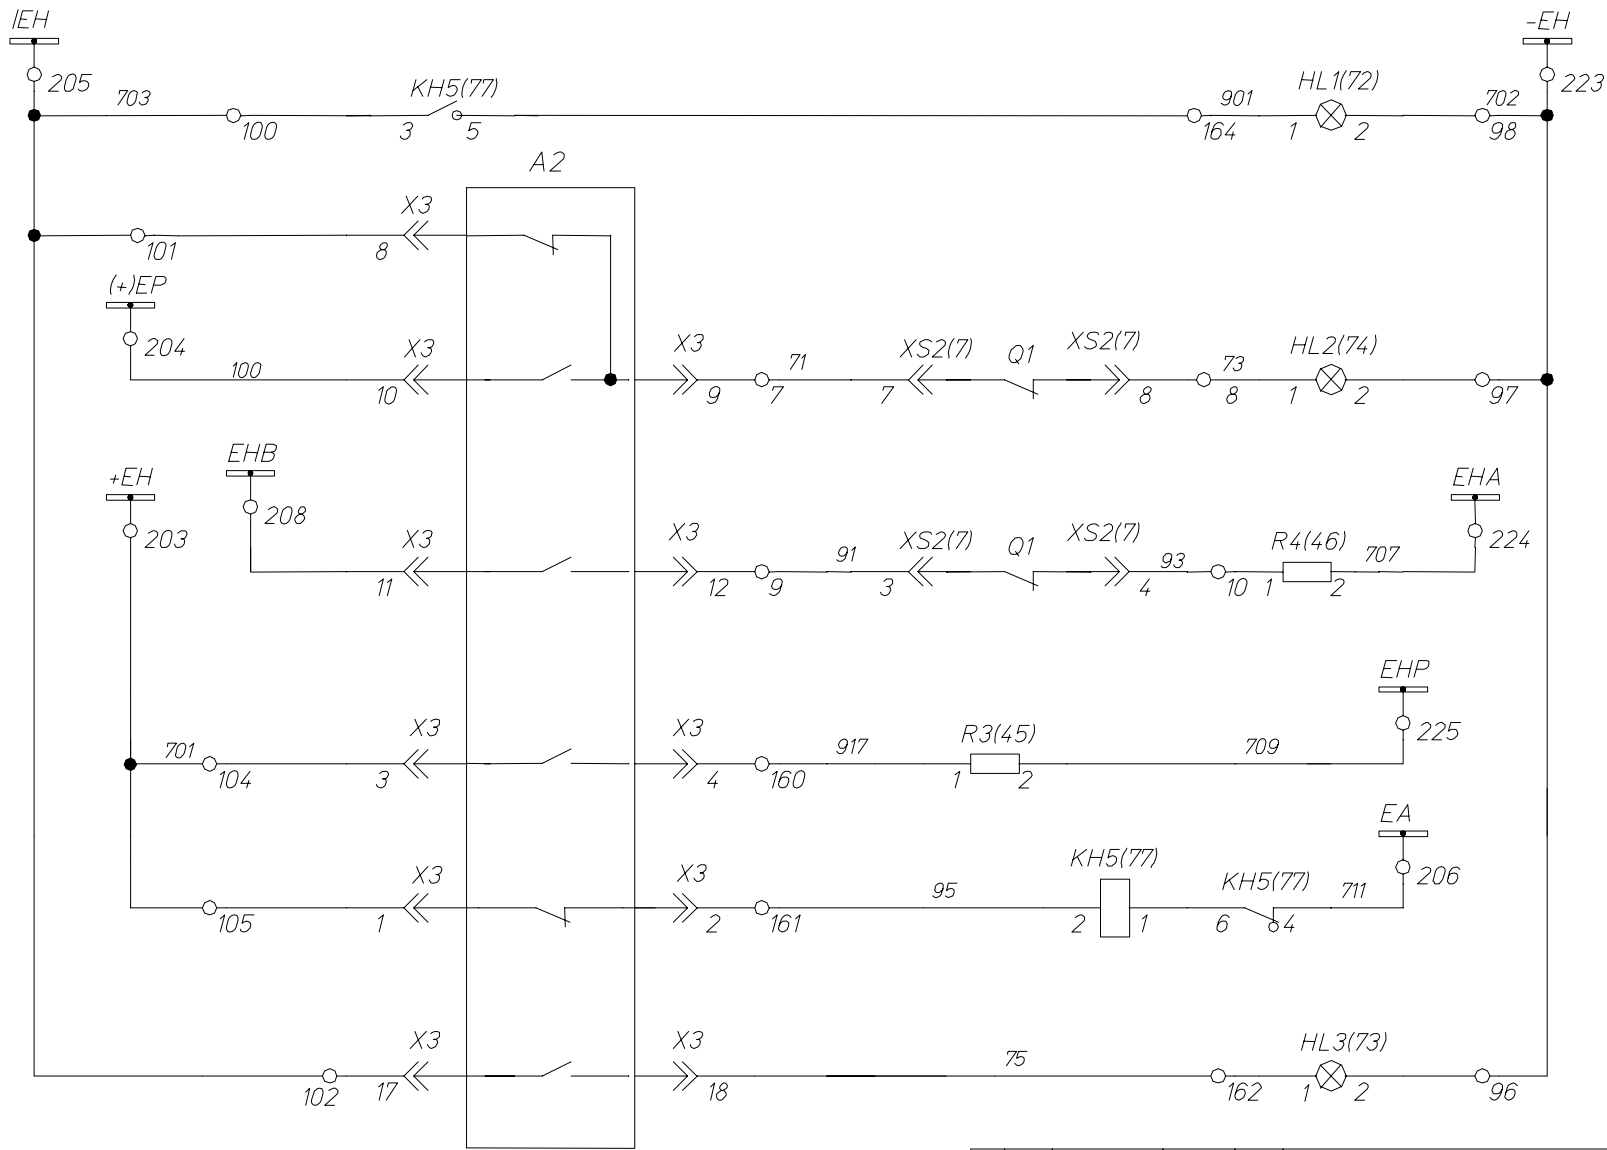 IEH
-EH
205
703
KH5(77)
HL1(72)
901
702
223
100
3
5
164
1
2
98
A2
X3
101
8
(+)EP
204
X3
X3
XS2(7)
Q1
XS2(7)
HL2(74)
100
71
73
10
9
7
7
8
8
1
2
97
EHB
+EH
EHA
208
203
X3
X3
XS2(7)
Q1
XS2(7)
R4(46)
224
91
93
707
11
12
9
3
4
10
1
2
EHP
X3
X3
R3(45)
225
701
917
709
104
3
4
160
1
2
EA
X3
X3
KH5(77)
KH5(77)
206
95
711
105
1
2
161
2
1
6
4
X3
X3
HL3(73)
75
102
17
18
162
1
2
96